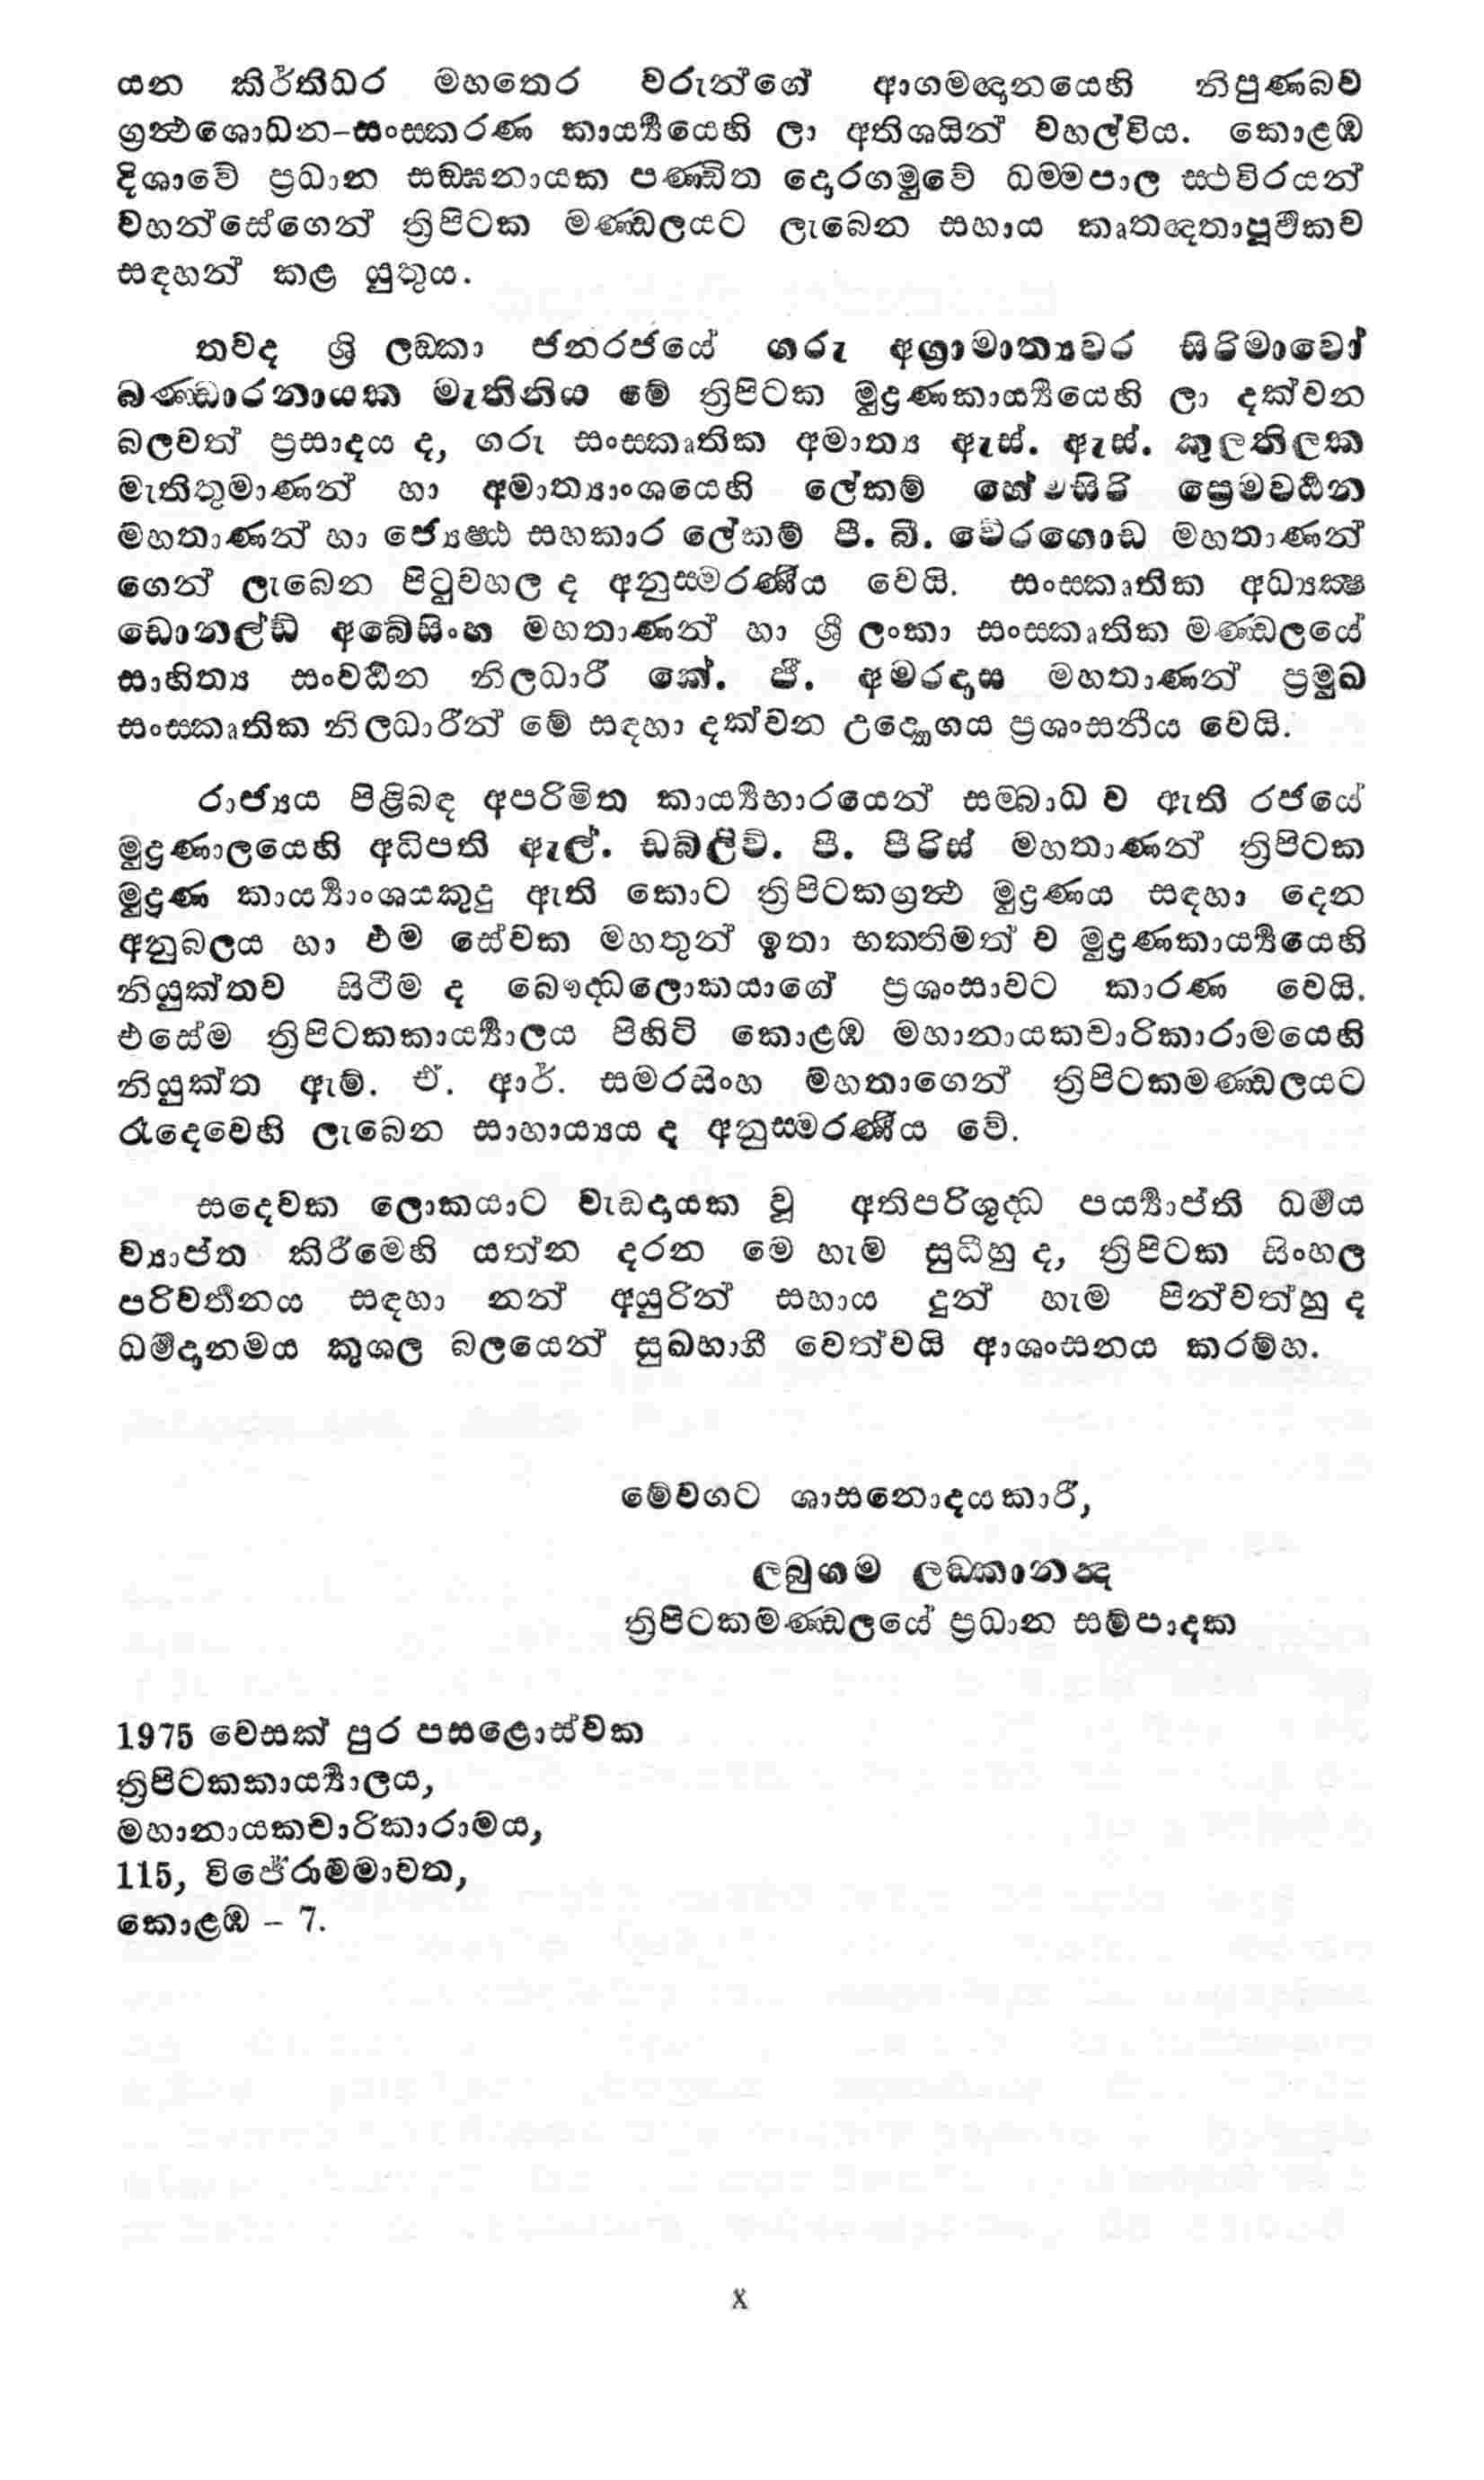 යන කිර්තිධර මහතෙර වරුන්ගේ ආගමඥානයෙහි නිපුණබව
ග්‍රන්‍ථශොධන-සංස්කරණ කාර්‍ය්‍යයෙහි ලා අතිශයින් වහල්විය. කොළඹ
දිශාවේ ප්‍රධාන සඞ්ඝනායක පණ්ඩිත දොරගමුවේ ධම්මපාල ස්ථවිරයන්
වහන්සේගෙන් ත්‍රිපිටක මණ්ඩලයට ලැබෙන සහාය කෘතඥතාපූර්‍වකව
සඳහන් කළ යුතුය.
තවද ශ්‍රි ලඞ්කා ජනරජයේ ගරු අග්‍රාමාත්‍යවර සිරිමාවෝ
බණ්ඩාරනායක මැතිනිය මේ ත්‍රිපිටක මුද්‍රණකාර්‍ය්‍යයෙහි ලා දක්වන
බලවත් ප්‍රසාදය ද, ගරු සංස්කෘතික අමාත්‍ය ඇස්. ඇස්. කුලතිලක
මැතිතුමාණන් හා අමාත්‍යාංශයෙහි ලේකම් ප්‍රෙමවර්‍ධන
මහතාණන් හා ජ්‍යෙෂ්ඨ සහකාර ලේකම් පී. බී. වේරගොඩ මහතාණන්
ගෙන් ලැබෙන පිටුවහල ද අනුස්මරණීය වෙයි. සංස්කෘතික අධ්‍යක්‍ෂ
ඩොනල්ඩ් අබේසිංහ මහතාණන් හා ශ්‍රී ලංකා සංස්කෘතික මණ්ඩලයේ
සාහිත්‍ය සංවර්‍ධන නිලධාරී කේ. ජී. අමරදාස මහතාණන් ප්‍රමුඛ
සංස්කෘතික නිලධාරීන් මේ සඳහා දක්වන උද්‍යොගය ප්‍රශංසනීය වෙයි.
රාජ්‍යය පිළිබඳ අපරිමිත කාර්‍ය්‍යභාරයෙන් සම්බාධ ව ඇති රජයේ
මුද්‍රණාලයෙහි අධිපති ඇල්. ඩබ්ලිව්. පී. පීරිස් මහතාණන් ත්‍රිපිටක
මුද්‍රණ කාර්‍ය්‍යාංශයකුදු ඇති කොට ත්‍රිපිටකග්‍රන්‍ථ මුද්‍රණය සඳහා දෙන
අනුබලය හා එම සේවක මහතුන් ඉතා භක්තිමත් ව මුද්‍රණකාර්‍ය්‍යයෙහි
නියුක්තව සිටීම ද බෞද්‍ධලොකයාගේ ප්‍රශංසාවට කාරණ වෙයි.
එසේම ත්‍රිපිටකකාර්‍ය්‍යාලය පිහිටි කොළඹ මහානායකචාරිකාරාමයෙහි
නියුක්ත ඇම්. ඒ. ආර්. සමරසිංහ මහතාගෙන් ත්‍රිපිටකමණ්ඩලයට
රෑදෙවෙහි ලැබෙන සාහාය්‍යය ද අනුස්මරණීය වේ.
සදෙවක ලොකයාට වැඩදායක වූ අතිපරිශුද්‍ධ පර්‍ය්‍යාප්ති ධර්‍මය
ව්‍යාප්ත කිරීමෙහි යත්න දරන මෙ හැම සුධීහු ද, ත්‍රිපිටක සිංහල
පරිවර්‍තනය සඳහා නන් අයුරින් සහාය දුන් හැම පින්වත්හු ද
ධර්‍මදානමය කුශල බලයෙන් සුඛභාගී වෙත්වයි ආශංසනය කරම්හ.
මේවගට ශාසනොදයකාරී,
ලබුගම ලඞ්කානන්‍ද
ත්‍රිපිටකමණ්ඩලයේ ප්‍රධාන සම්පාදක
1975 වෙසක් පුර පසළොස්වක
ත්‍රිපිටකකාර්‍ය්‍යාලය,
මහානායකචාරිකාරාමය,
115, විජේරාමමාවත,
කොළඹ – 7.
x